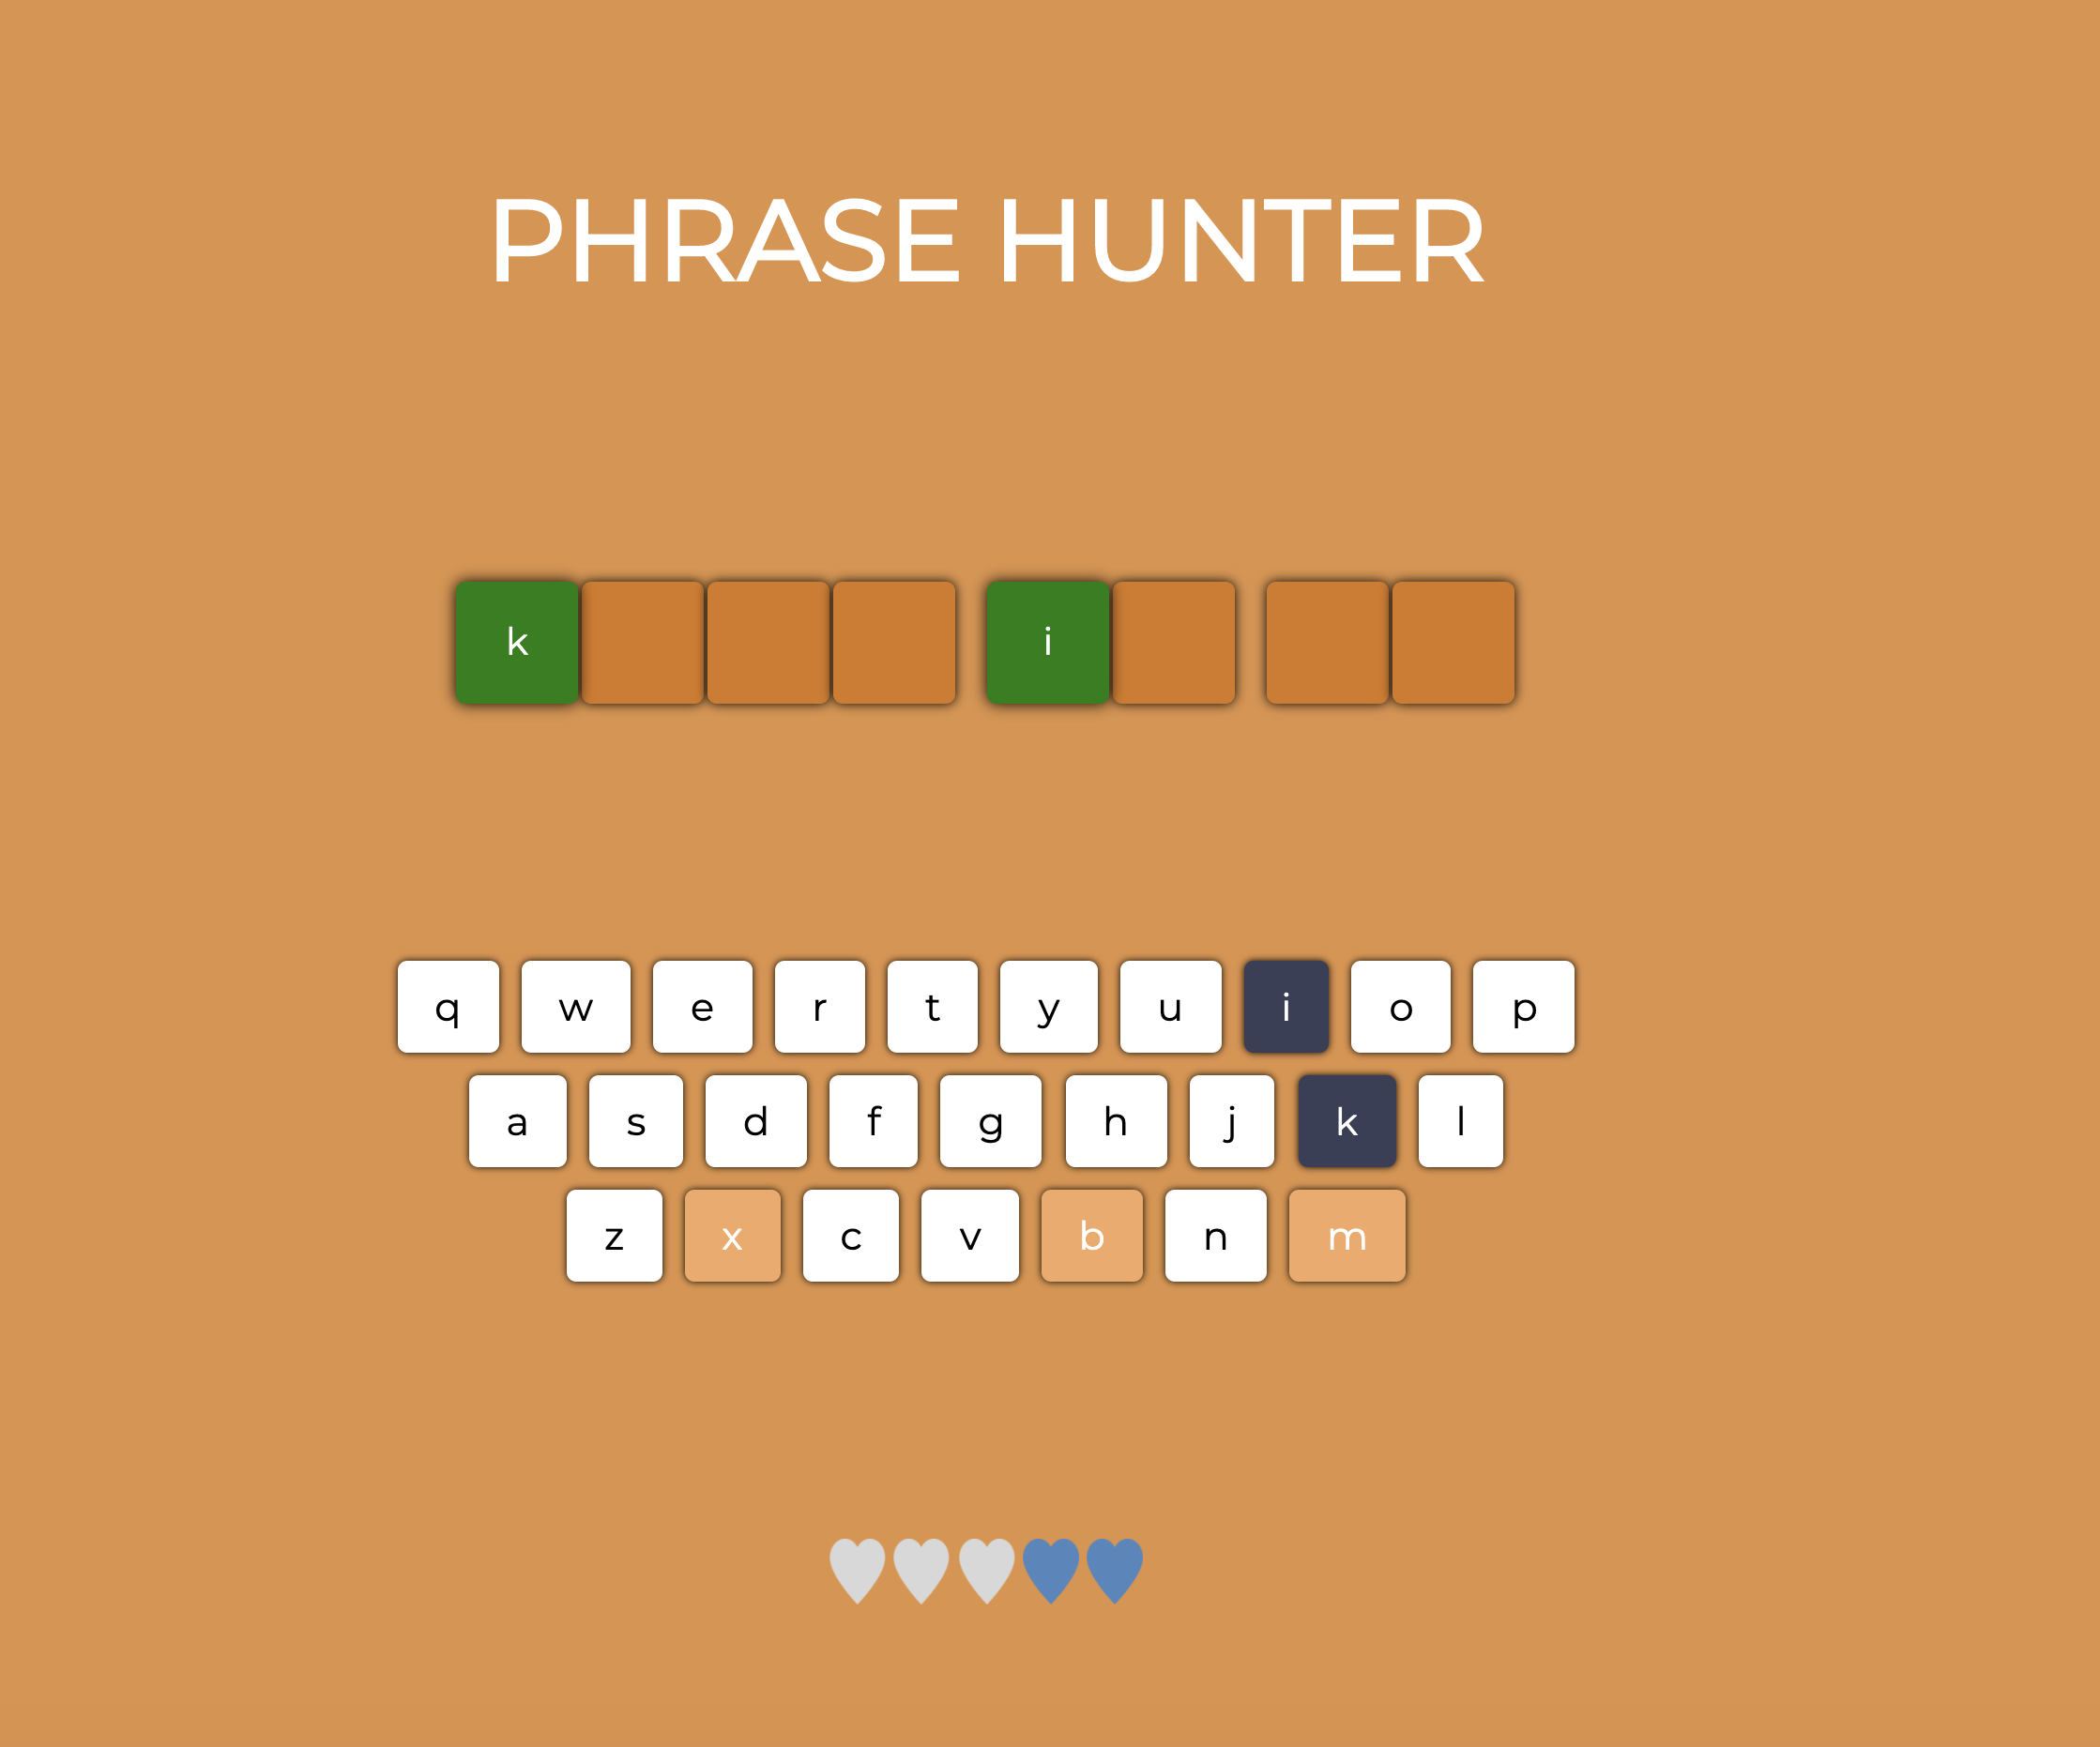 PHRASE HUNTER
k i
q w e r t y u i o p
a s d f g h j k l
z x c v b n m